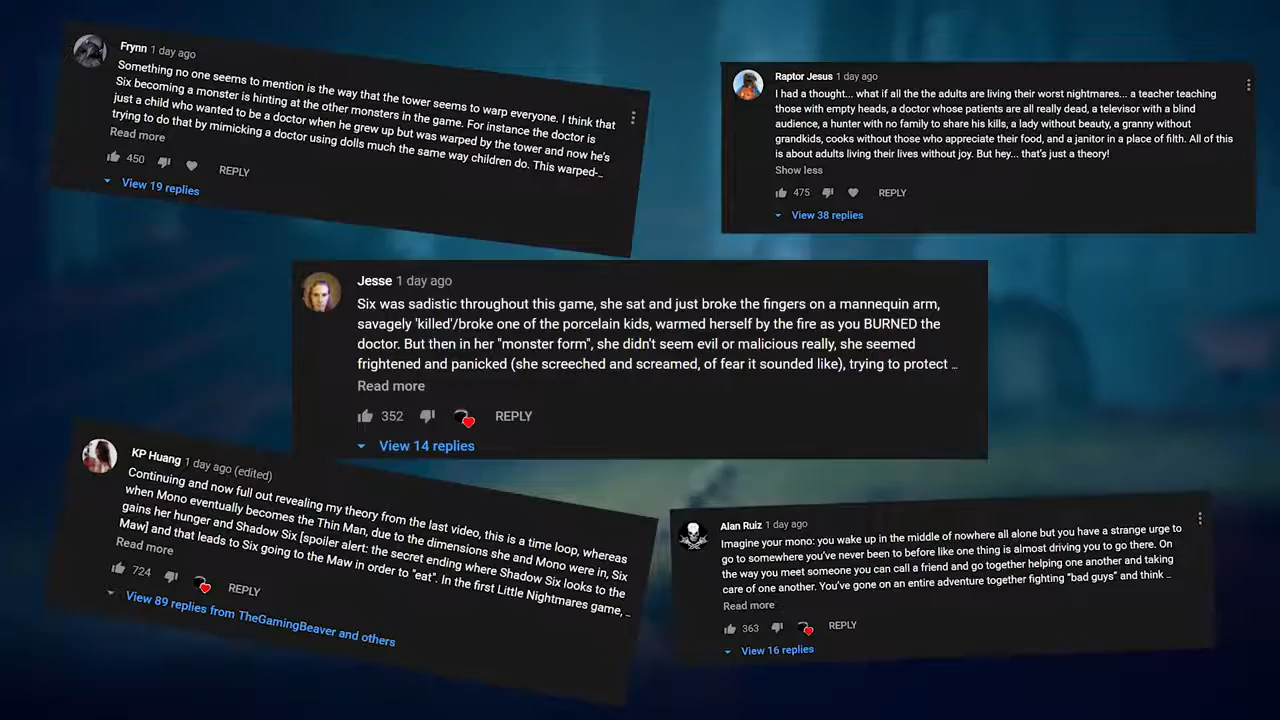 Frynn 1 day ago
Something no one seems to mention is the way that the tower seems to warp everyone. I think that
Six becoming a monster is hinting at the other monsters in the game. For instance the doctor is
just a child who wanted to be a doctor when he grew up but was warped by the tower and now he's
trying to do that by mimicking a doctor using dolls much the same way children do. This warped-...
Read more
450 REPLY
View 19 replies
Raptor Jesus 1 day ago
I had a thought... what if all the the adults are living their worst nightmares... a teacher teaching
those with empty heads, a doctor whose patients are all really dead, a televisor with a blind
audience, a hunter with no family to share his kills, a lady without beauty, a granny without
grandkids, cooks without those who appreciate their food, and a janitor in a place of filth. All of this
is about adults living their lives without joy. But hey... that's just a theory!
Show less
475 REPLY
View 38 replies
Jesse 1 day ago
Six was sadistic throughout this game, she sat and just broke the fingers on a mannequin arm,
savagely 'killed'/broke one of the porcelain kids, warmed herself by the fire as you BURNED the
doctor. But then in her "monster form", she didn't seem evil or malicious really, she seemed
frightened and panicked (she screeched and screamed, of fear it sounded like), trying to protect ...
Read more
352 REPLY
View 14 replies
KP Huang 1 day ago (edited)
Continuing and now full out revealing my theory from the last video, this is a time loop, whereas
when Mono eventually becomes the Thin Man, due to the dimensions she and Mono were in, Six
gains her hunger and Shadow Six [spoiler alert: the secret ending where Shadow Six looks to the
Maw] and that leads to Six going to the Maw in order to "eat". In the first Little Nightmares game, ...
Read more
724 REPLY
View 89 replies from TheGamingBeaver and others
Alan Ruiz 1 day ago
Imagine your mono: you wake up in the middle of nowhere all alone but you have a strange urge to
go to somewhere you've never been to before like one thing is almost driving you to go there. On
the way you meet someone you can call a friend and go together helping one another and taking
care of one another. You've gone on an entire adventure together fighting "bad guys" and think ...
Read more
363 REPLY
View 16 replies